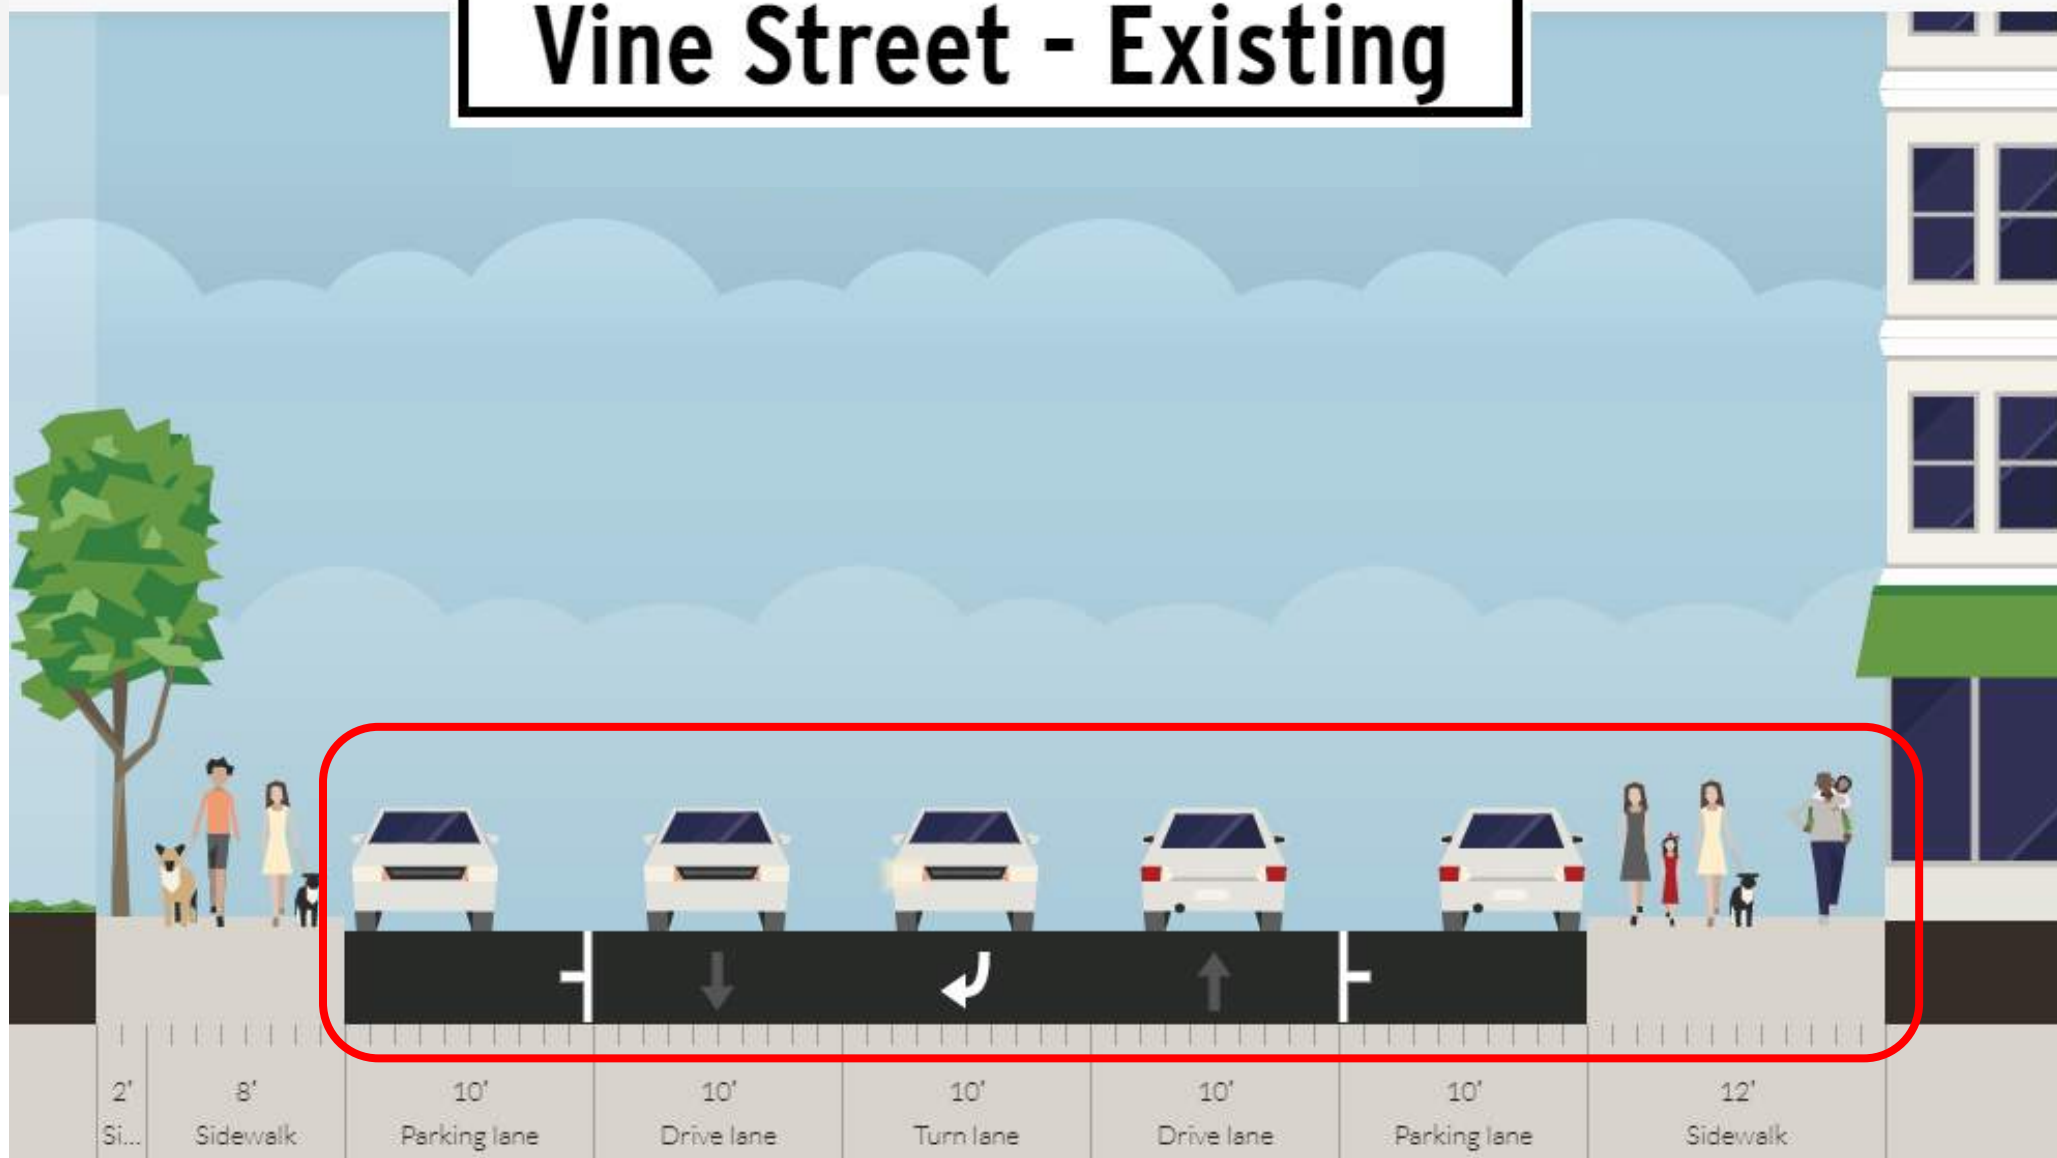 Vine Street - Existing
2' 8' 10' 10' 10' 10' 10' 12'
Si... Sidewalk Parking lane Drive lane Turn lane Drive lane Parking lane Sidewalk